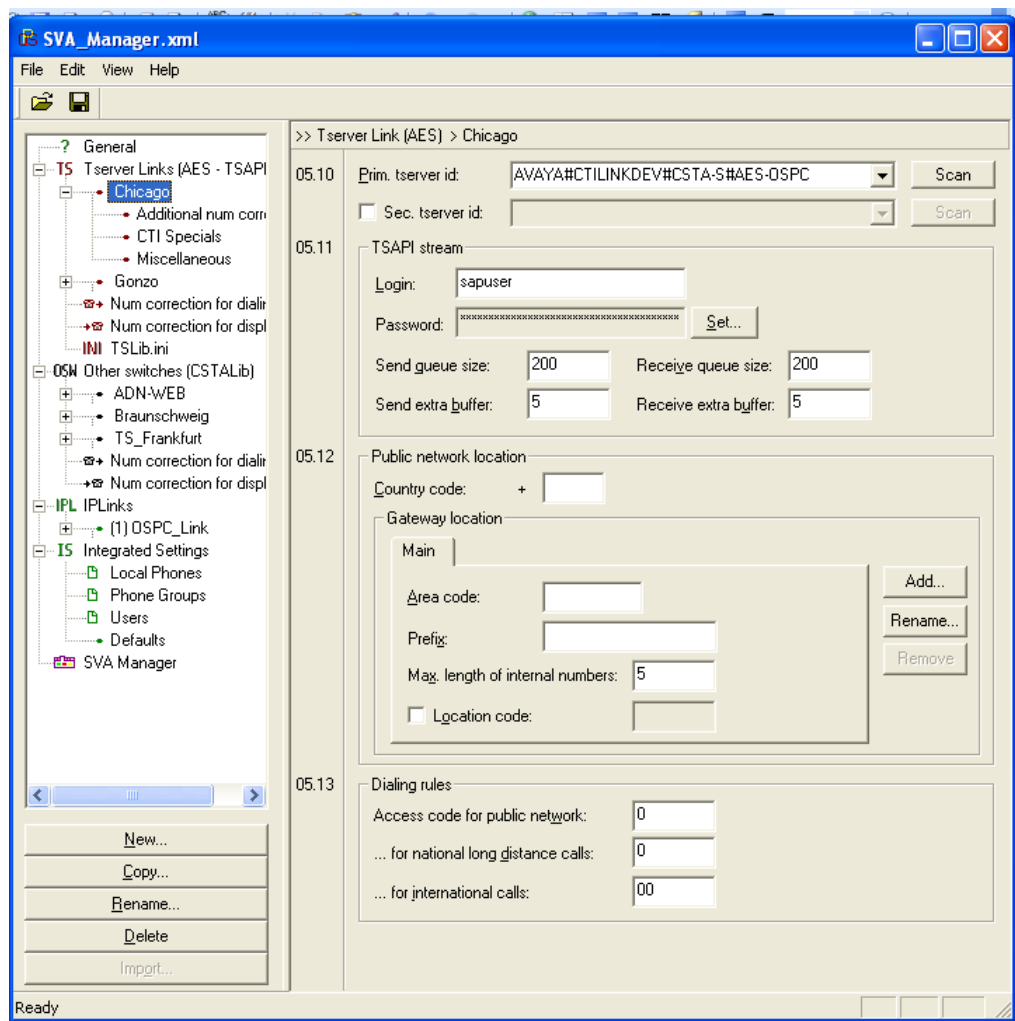 SVA_Manager.xml
File Edit View Help
? General
TS Tserver Links (AES - TSAPI
Chicago
Additional num corr
CTI Specials
Miscellaneous
Gonzo
Num correction for dialin
Num correction for displ
INI TSLib.ini
OSW Other switches (CSTALib)
ADN-WEB
Braunschweig
TS_Frankfurt
Num correction for dialin
Num correction for displ
IPL IPLinks
(1) OSPC_Link
IS Integrated Settings
Local Phones
Phone Groups
Users
Defaults
SVA Manager
New...
Copy...
Rename...
Delete
Import...
>> Tserver Link (AES) > Chicago
05.10 Prim. tserver id: AVAYA#CTILINKDEV#CSTA-S#AES-OSPC Scan
Sec. tserver id: Scan
05.11 TSAPI stream
Login: sapuser
Password: Set...
Send queue size: 200 Receive queue size: 200
Send extra buffer: 5 Receive extra buffer: 5
05.12 Public network location
Country code: +
Gateway location
Main
Area code:
Prefix:
Max. length of internal numbers: 5
Location code:
Add...
Rename...
Remove
05.13 Dialing rules
Access code for public network: 0
... for national long distance calls: 0
... for international calls: 00
Ready